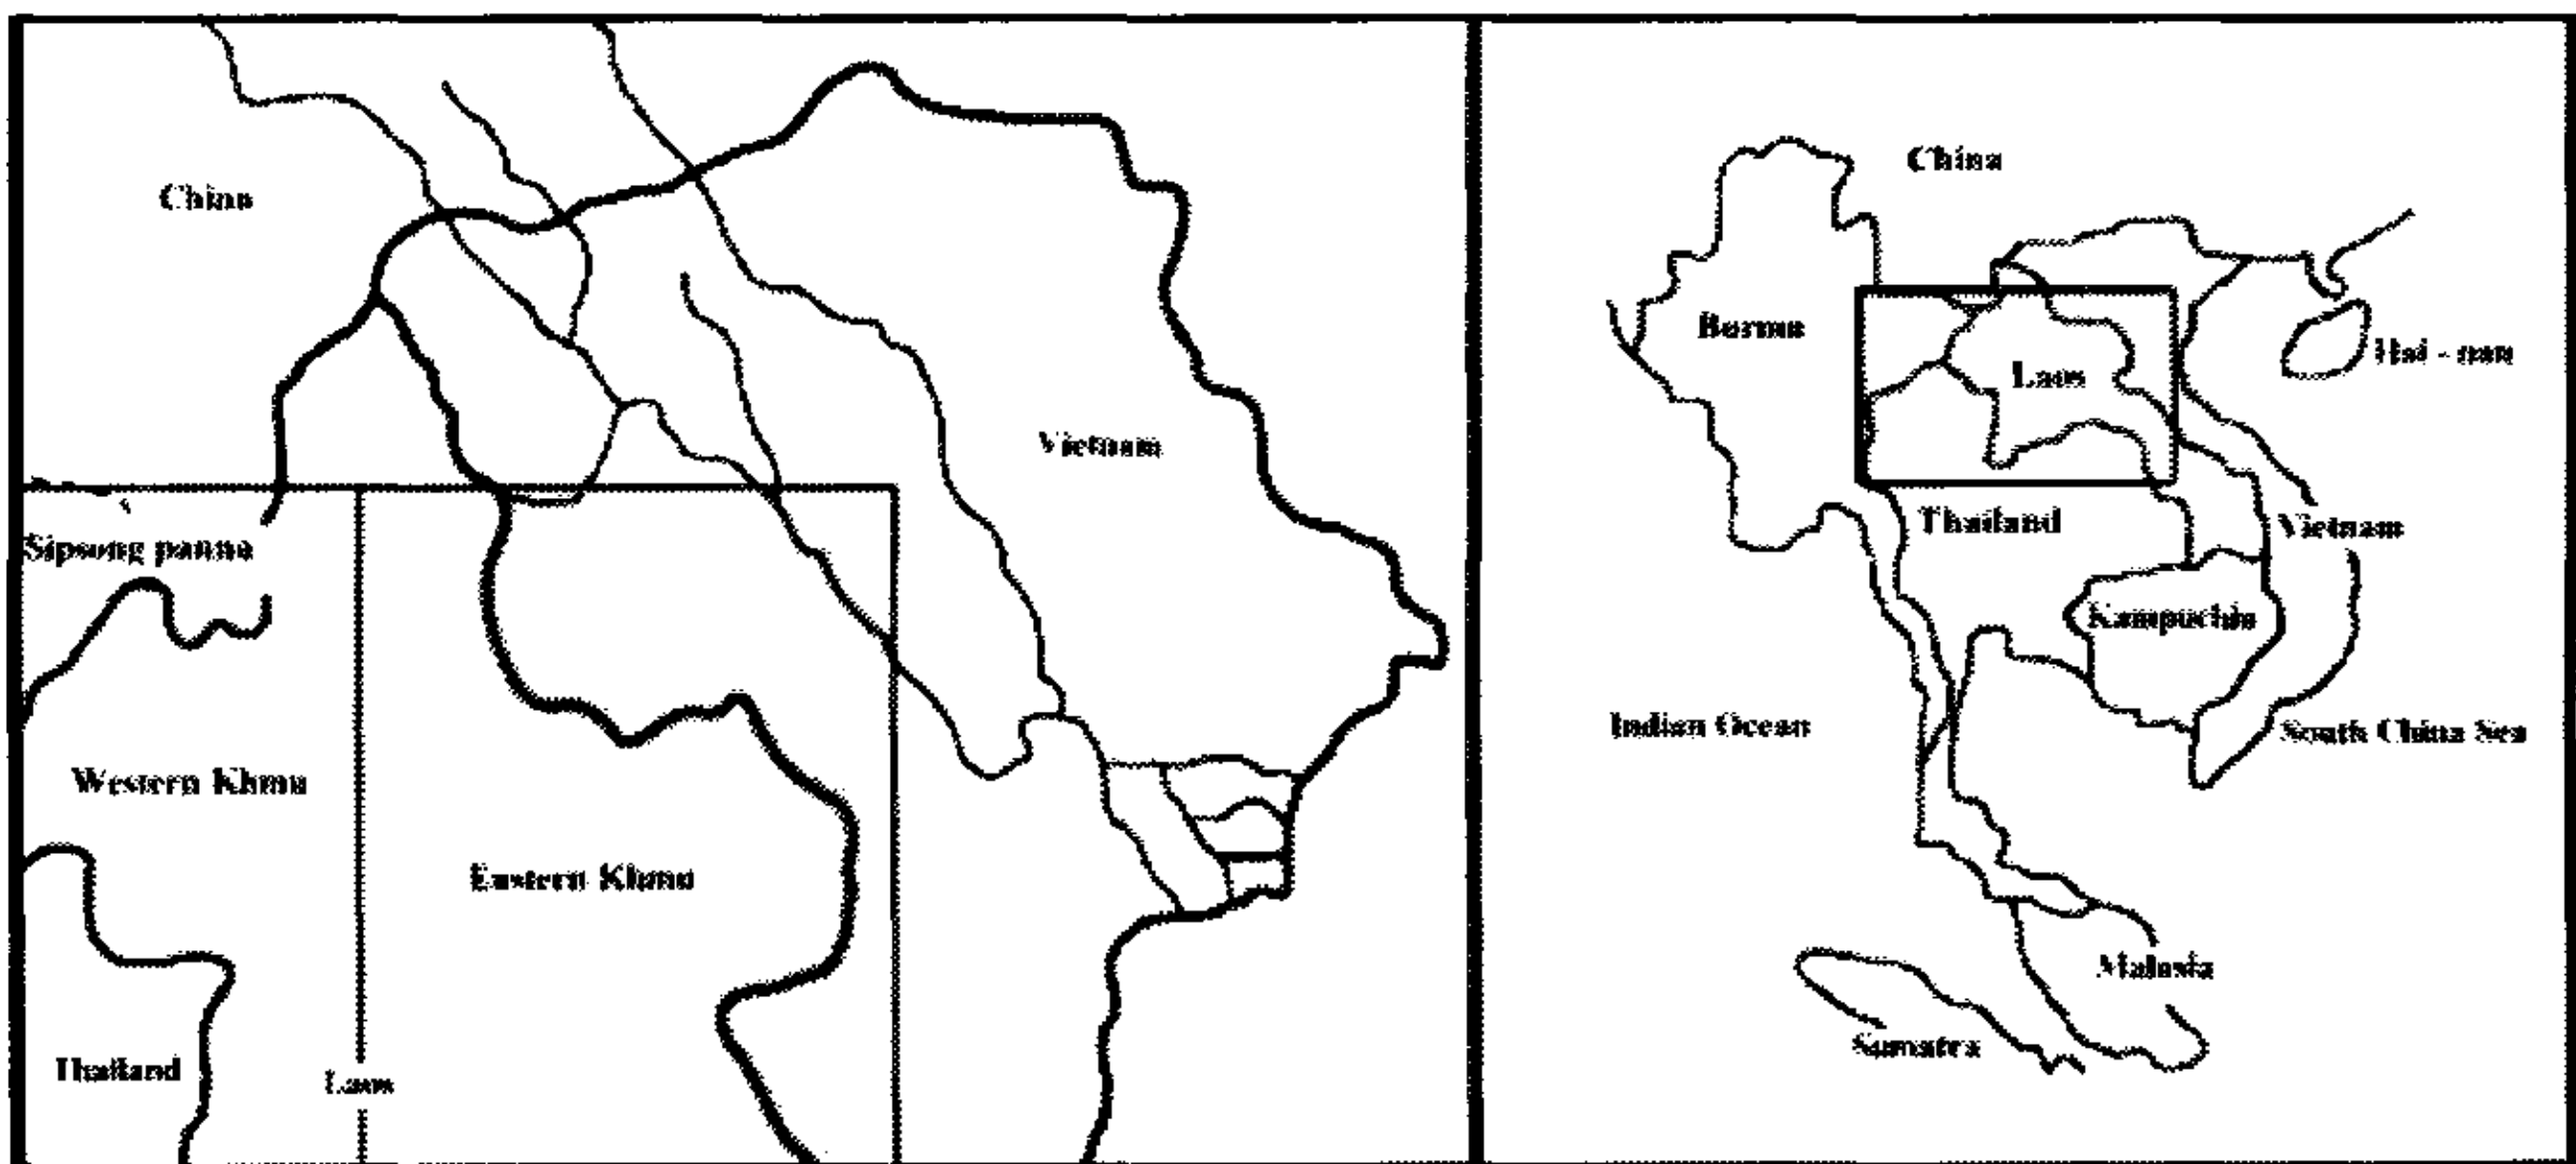 China
Vietnam
Sipsong panna
Western Khmu
Eastern Khmu
Thailand
Laos
China
Burma
Laos
Hai - nan
Thailand
Vietnam
Kampuchia
Indian Ocean
South China Sea
Malasia
Sumatra